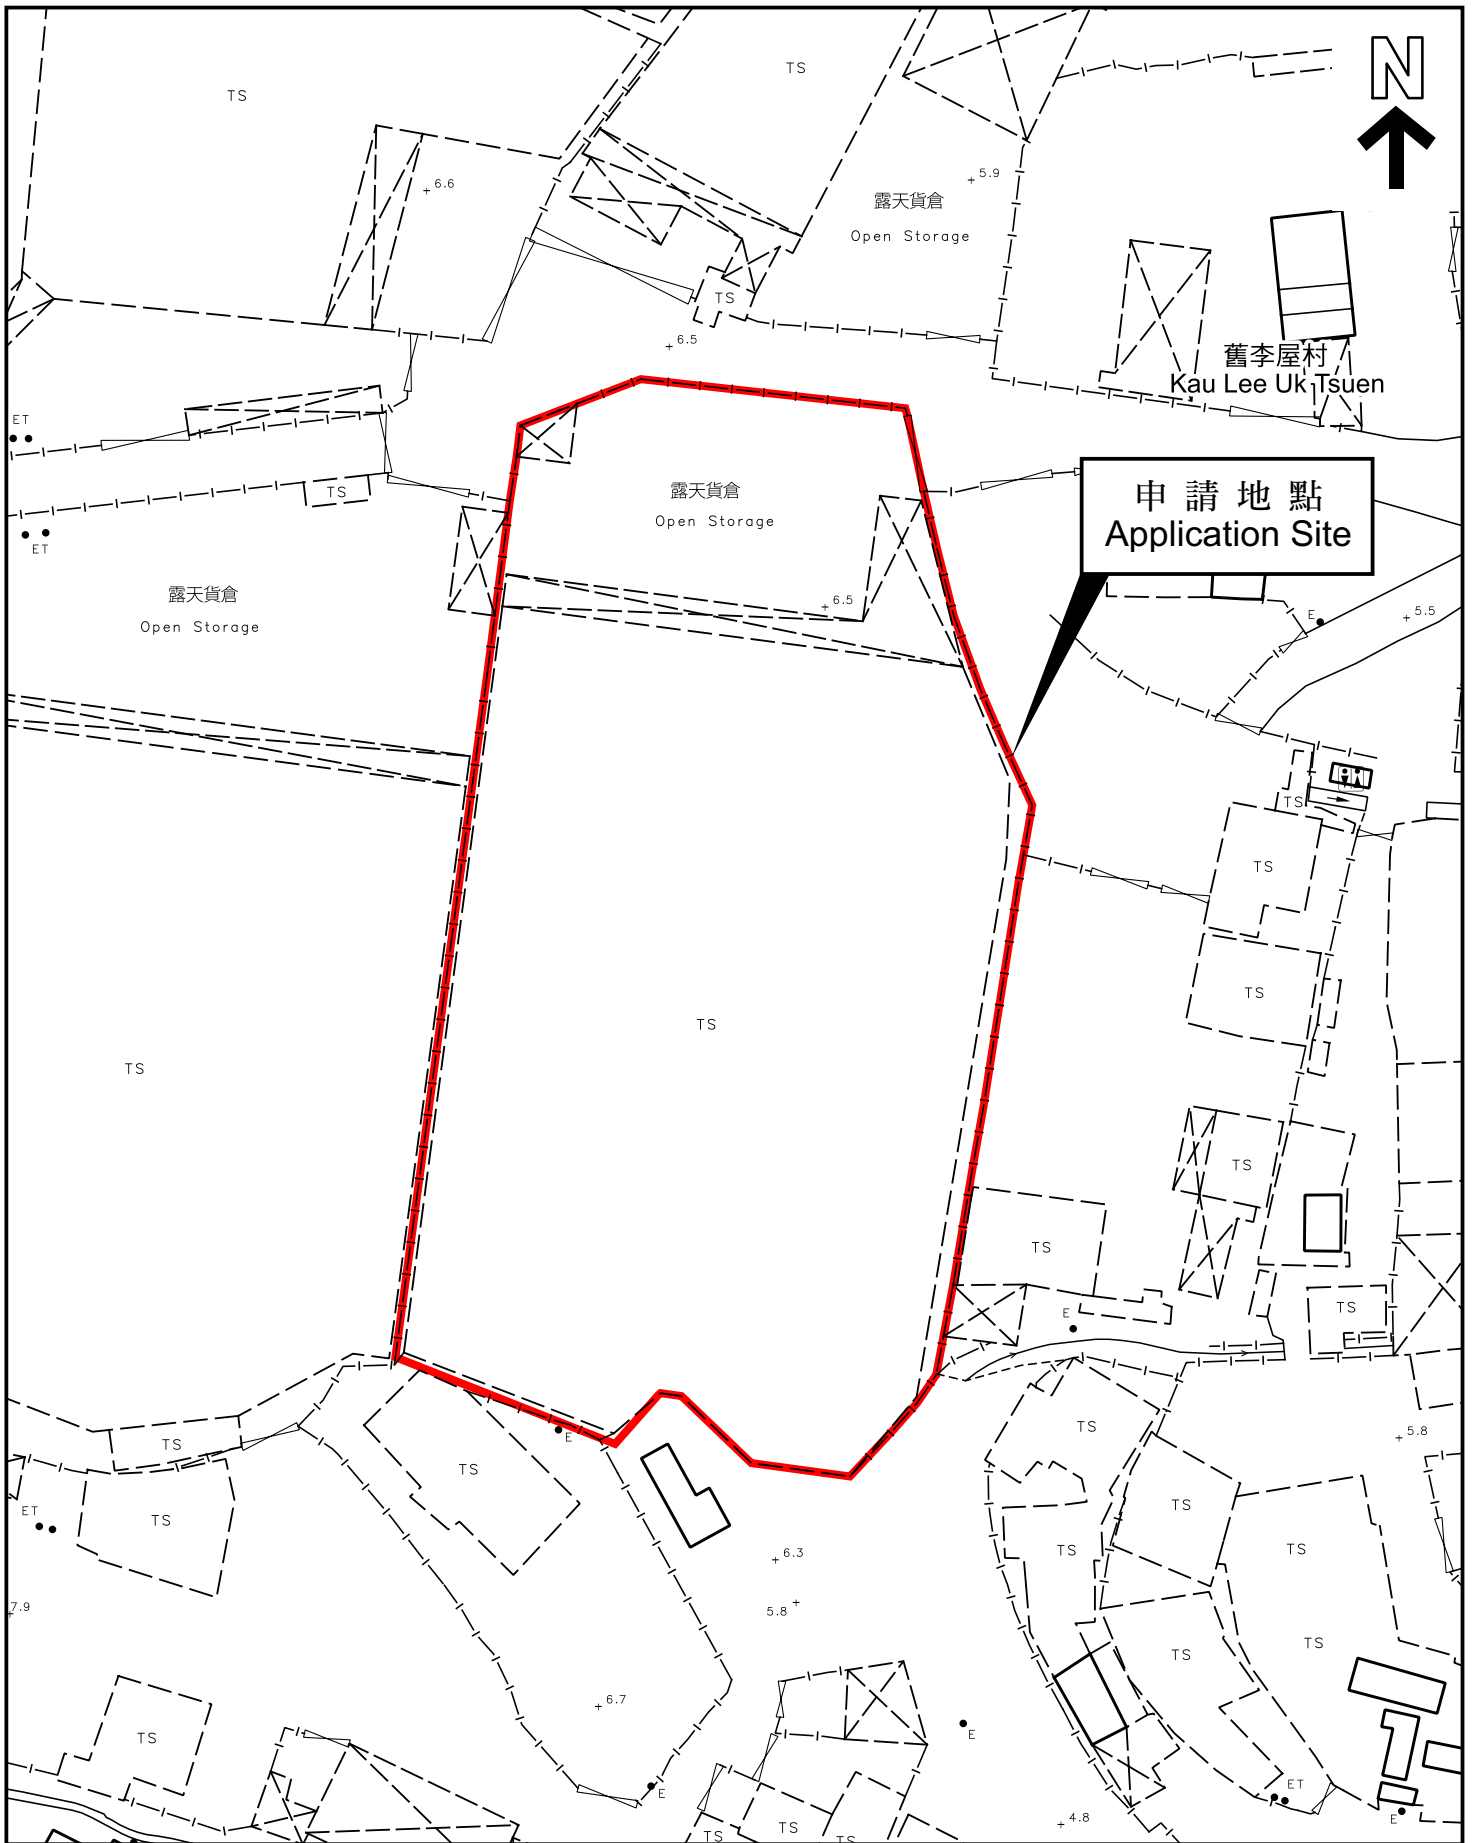 N
TS
TS
+6.6
+5.9
露天貨倉
Open Storage
TS
+6.5
舊李屋村
Kau Lee Uk Tsuen
ET
TS
露天貨倉
Open Storage
申請地點
Application Site
ET
露天貨倉
Open Storage
+6.5
E
+5.5
TS
TS
TS
TS
TS
TS
TS
TS
E
TS
E
TS
TS
TS
+5.8
TS
ET
TS
TS
TS
TS
+6.3
5.8+
+7.9
TS
TS
+6.7
TS
E
E
ET
E
+4.8
TS
TS
TS